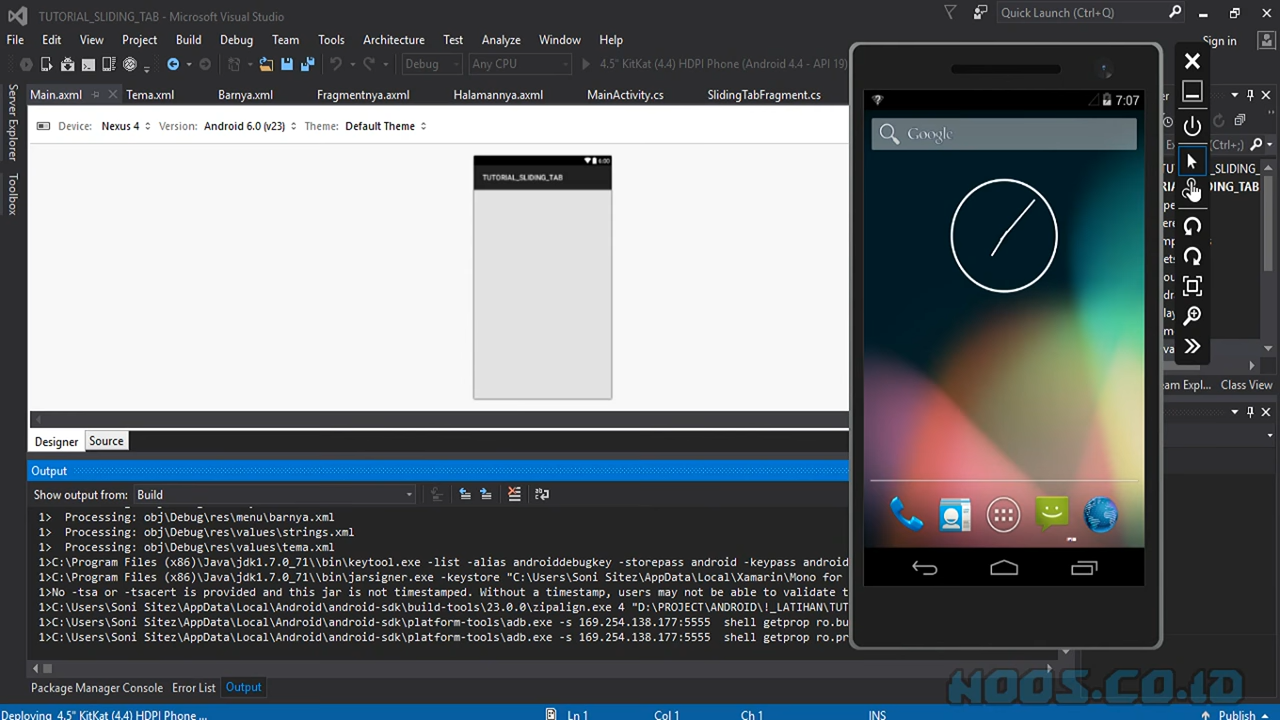 TUTORIAL_SLIDING_TAB - Microsoft Visual Studio
Quick Launch (Ctrl+Q)
File Edit View Project Build Debug Team Tools Architecture Test Analyze Window Help
Sign in
Debug Any CPU 4.5" KitKat (4.4) HDPI Phone (Android 4.4 - API 19)
Main.axml Tema.xml Barnya.xml Fragmentnya.axml Halamannya.axml MainActivity.cs SlidingTabFragment.cs
Server Explorer
Toolbox
Device: Nexus 4 Version: Android 6.0 (v23) Theme: Default Theme
6:00
TUTORIAL_SLIDING_TAB
7:07
Google
(Ctrl+;)
Designer Source
Class View
Output
Show output from: Build
1> Processing: obj\Debug\res\menu\barnya.xml
1> Processing: obj\Debug\res\values\strings.xml
1> Processing: obj\Debug\res\values\tema.xml
1>C:\Program Files (x86)\Java\jdk1.7.0_71\\bin\keytool.exe -list -alias androiddebugkey -storepass android -keypass android
1>C:\Program Files (x86)\Java\jdk1.7.0_71\\bin\jarsigner.exe -keystore "C:\Users\Soni Sitez\AppData\Local\Xamarin\Mono for
1>No -tsa or -tsacert is provided and this jar is not timestamped. Without a timestamp, users may not be able to validate t
1>C:\Users\Soni Sitez\AppData\Local\Android\android-sdk\build-tools\23.0.0\zipalign.exe 4 "D:\PROJECT\ANDROID\!_LATIHAN\TUT
1>C:\Users\Soni Sitez\AppData\Local\Android\android-sdk\platform-tools\adb.exe -s 169.254.138.177:5555 shell getprop ro.bu
1>C:\Users\Soni Sitez\AppData\Local\Android\android-sdk\platform-tools\adb.exe -s 169.254.138.177:5555 shell getprop ro.pr
Package Manager Console Error List Output
NOOS.CO.ID
Deploying 4.5" KitKat (4.4) HDPI Phone ... Ln 1 Col 1 Ch 1 INS Publish